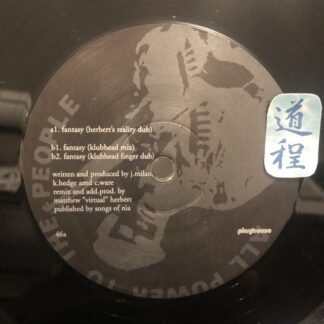 a1. fantasy (herbert's reality dub)
b1. fantasy (klubhead mix)
b2. fantasy (klubhead finger dub)
written and produced by j.milan
k.hedge amd c.ware
remix and add.prod. by
matthew "virtual" herbert
published by songs of nia
46a
playhouse
ALL POWER TO THE PEOPLE
道程